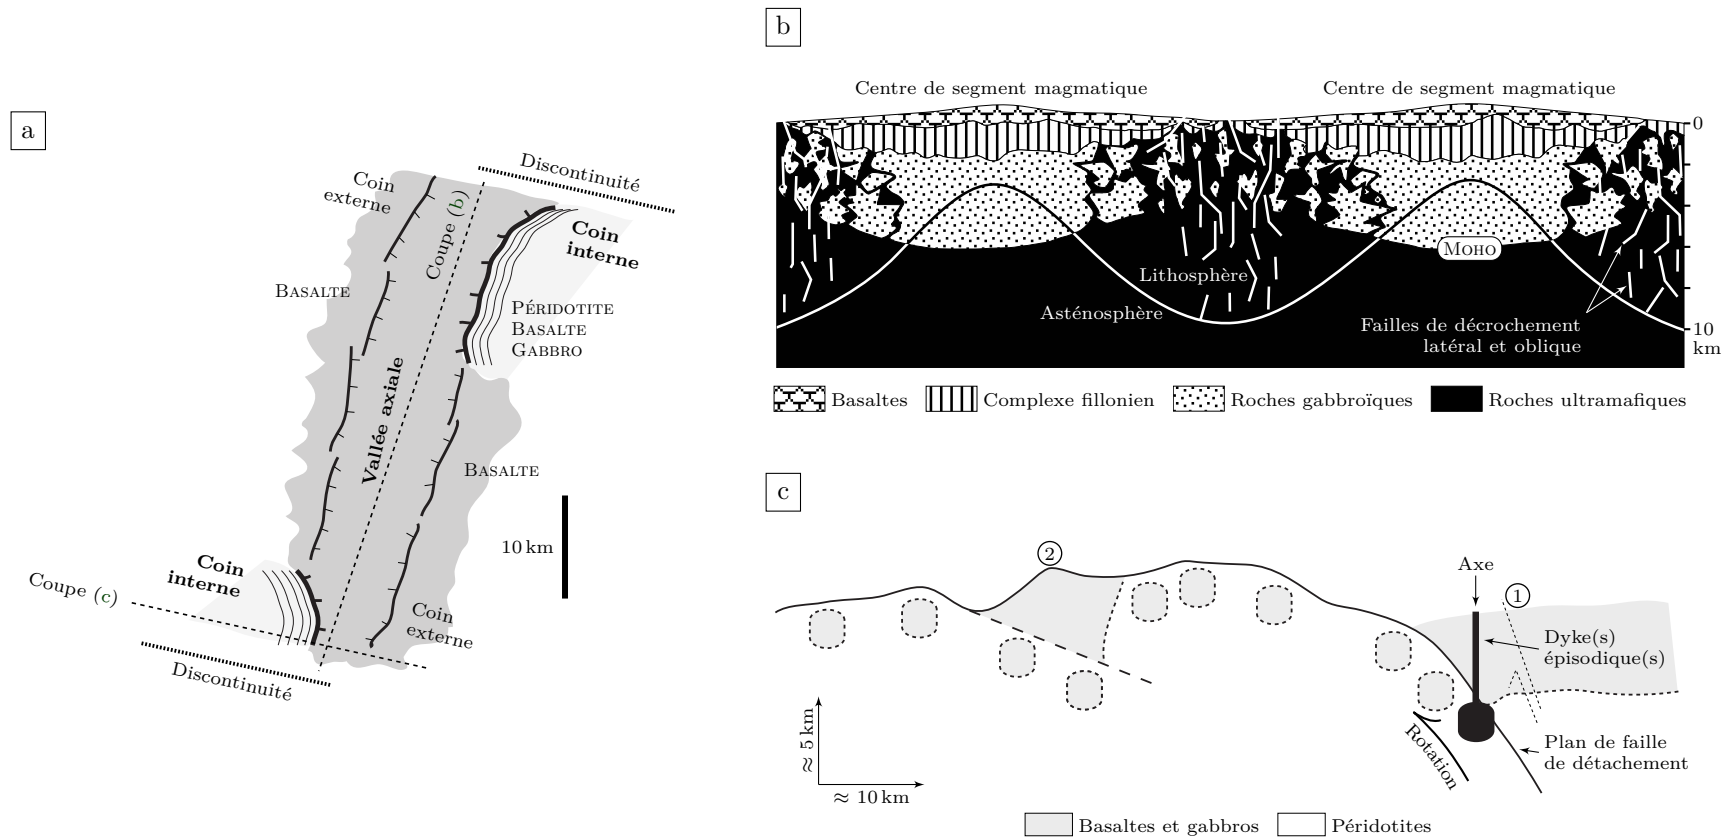 a
Discontinuité
Coin
externe
Coupe (b)
Coin
interne
BASALTE
PÉRIDOTITE
BASALTE
GABBRO
Vallée axiale
BASALTE
10 km
Coin
interne
Coupe (c)
Coin
externe
Discontinuité
b
Centre de segment magmatique
Centre de segment magmatique
0
MOHO
Lithosphère
Asténosphère
Failles de décrochement
latéral et oblique
10
km
Basaltes
Complexe fillonien
Roches gabbroïques
Roches ultramafiques
c
2
Axe
1
Dyke(s)
épisodique(s)
≈ 5 km
≈ 10 km
Rotation
Plan de faille
de détachement
Basaltes et gabbros
Péridotites